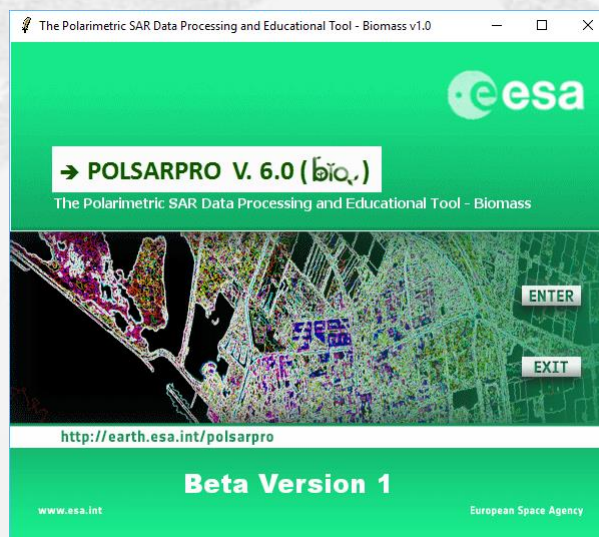 The Polarimetric SAR Data Processing and Educational Tool - Biomass v1.0
esa
➔ POLSARPRO V. 6.0 (bio.)
The Polarimetric SAR Data Processing and Educational Tool - Biomass
ENTER
EXIT
http://earth.esa.int/polsarpro
Beta Version 1
www.esa.int European Space Agency